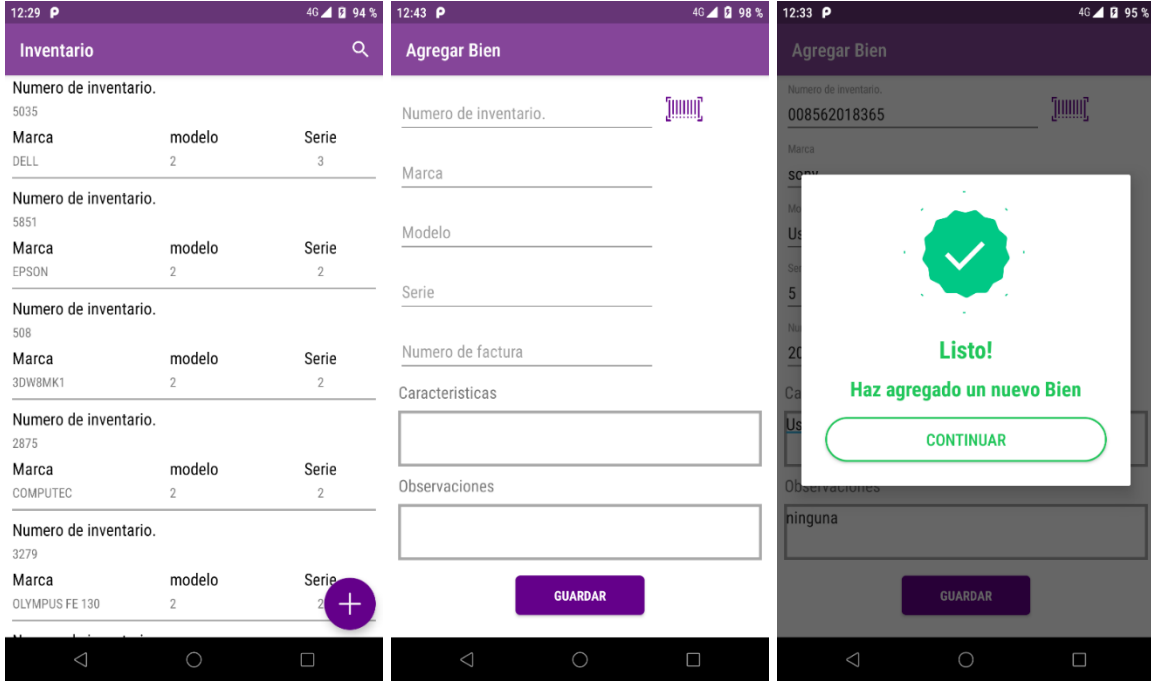 12:29 4G 94 %
Inventario
Numero de inventario.
5035
Marca modelo Serie
DELL 2 3
Numero de inventario.
5851
Marca modelo Serie
EPSON 2 2
Numero de inventario.
508
Marca modelo Serie
3DW8MK1 2 2
Numero de inventario.
2875
Marca modelo Serie
COMPUTEC 2 2
Numero de inventario.
3279
Marca modelo Serie
OLYMPUS FE 130 2 2
12:43 4G 98 %
Agregar Bien
Numero de inventario.
Marca
Modelo
Serie
Numero de factura
Caracteristicas
Observaciones
GUARDAR
12:33 4G 95 %
Agregar Bien
Numero de inventario.
008562018365
Marca
sony
5
20
Listo!
Haz agregado un nuevo Bien
CONTINUAR
Observaciones
ninguna
GUARDAR